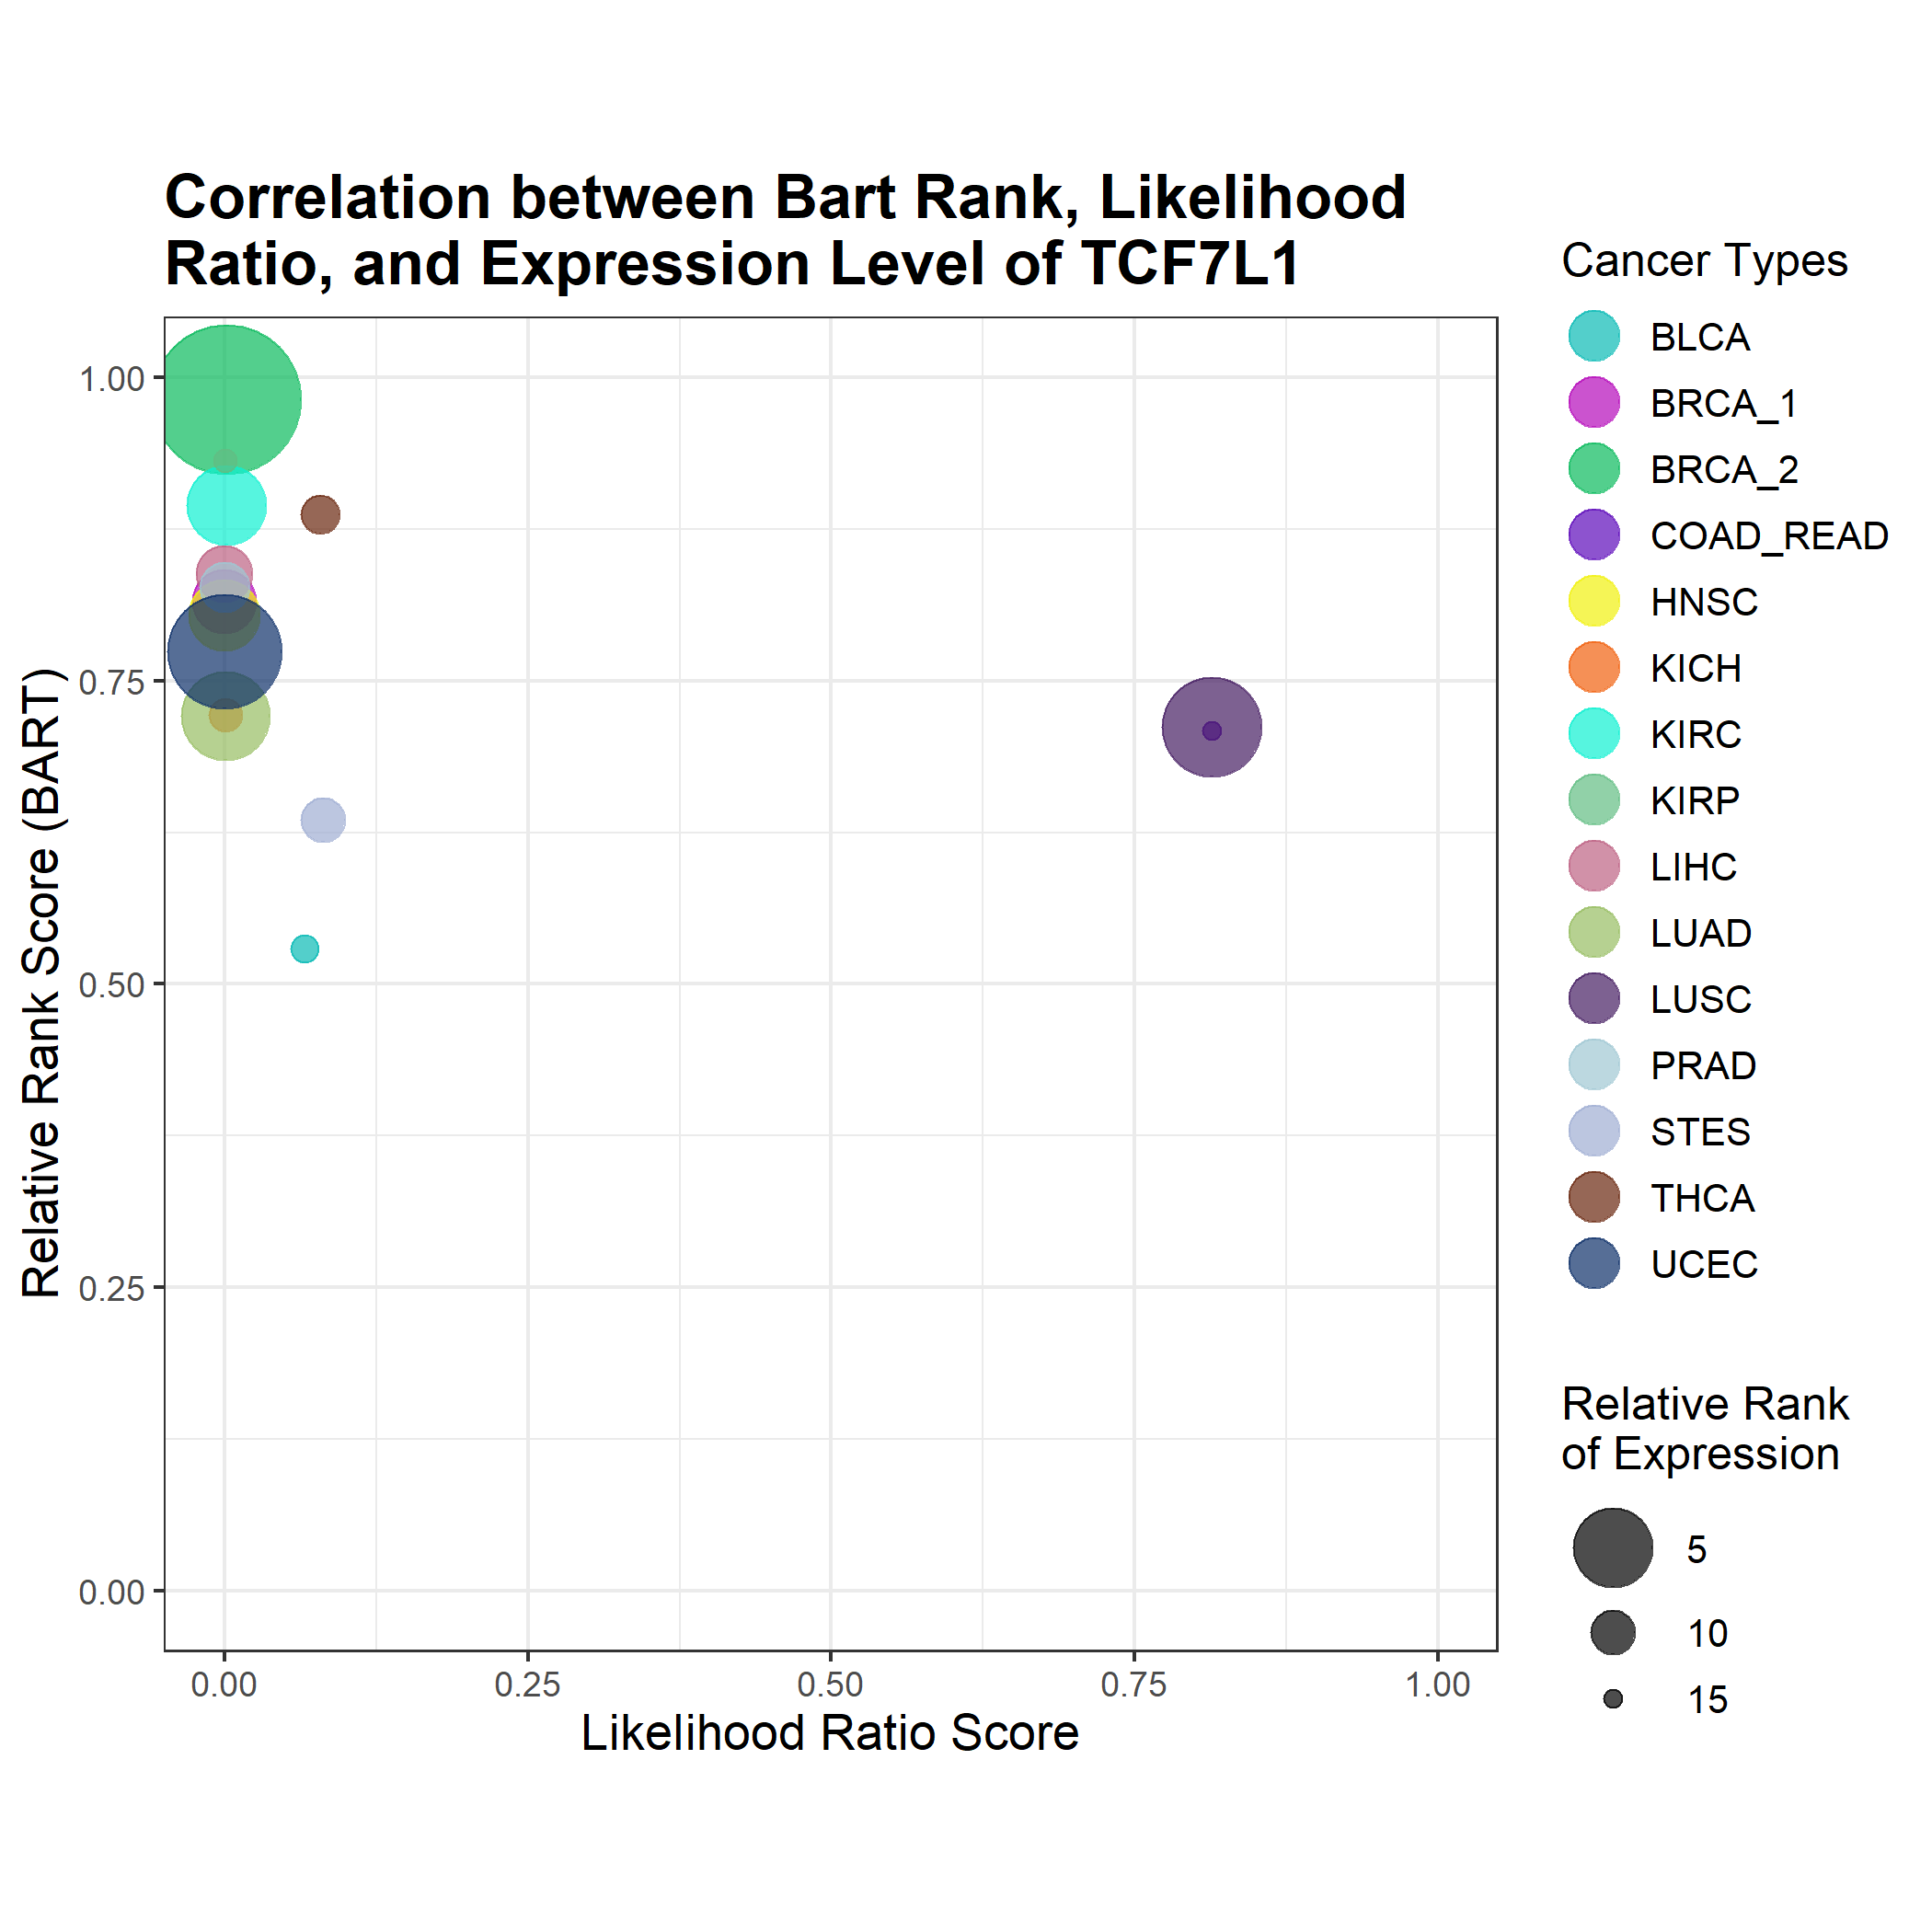 Correlation between Bart Rank, Likelihood
Ratio, and Expression Level of TCF7L1
Relative Rank Score (BART)
1.00
0.75
0.50
0.25
0.00
0.00
0.25
0.50
0.75
1.00
Likelihood Ratio Score
Cancer Types
BLCA
BRCA_1
BRCA_2
COAD_READ
HNSC
KICH
KIRC
KIRP
LIHC
LUAD
LUSC
PRAD
STES
THCA
UCEC
Relative Rank
of Expression
5
10
15